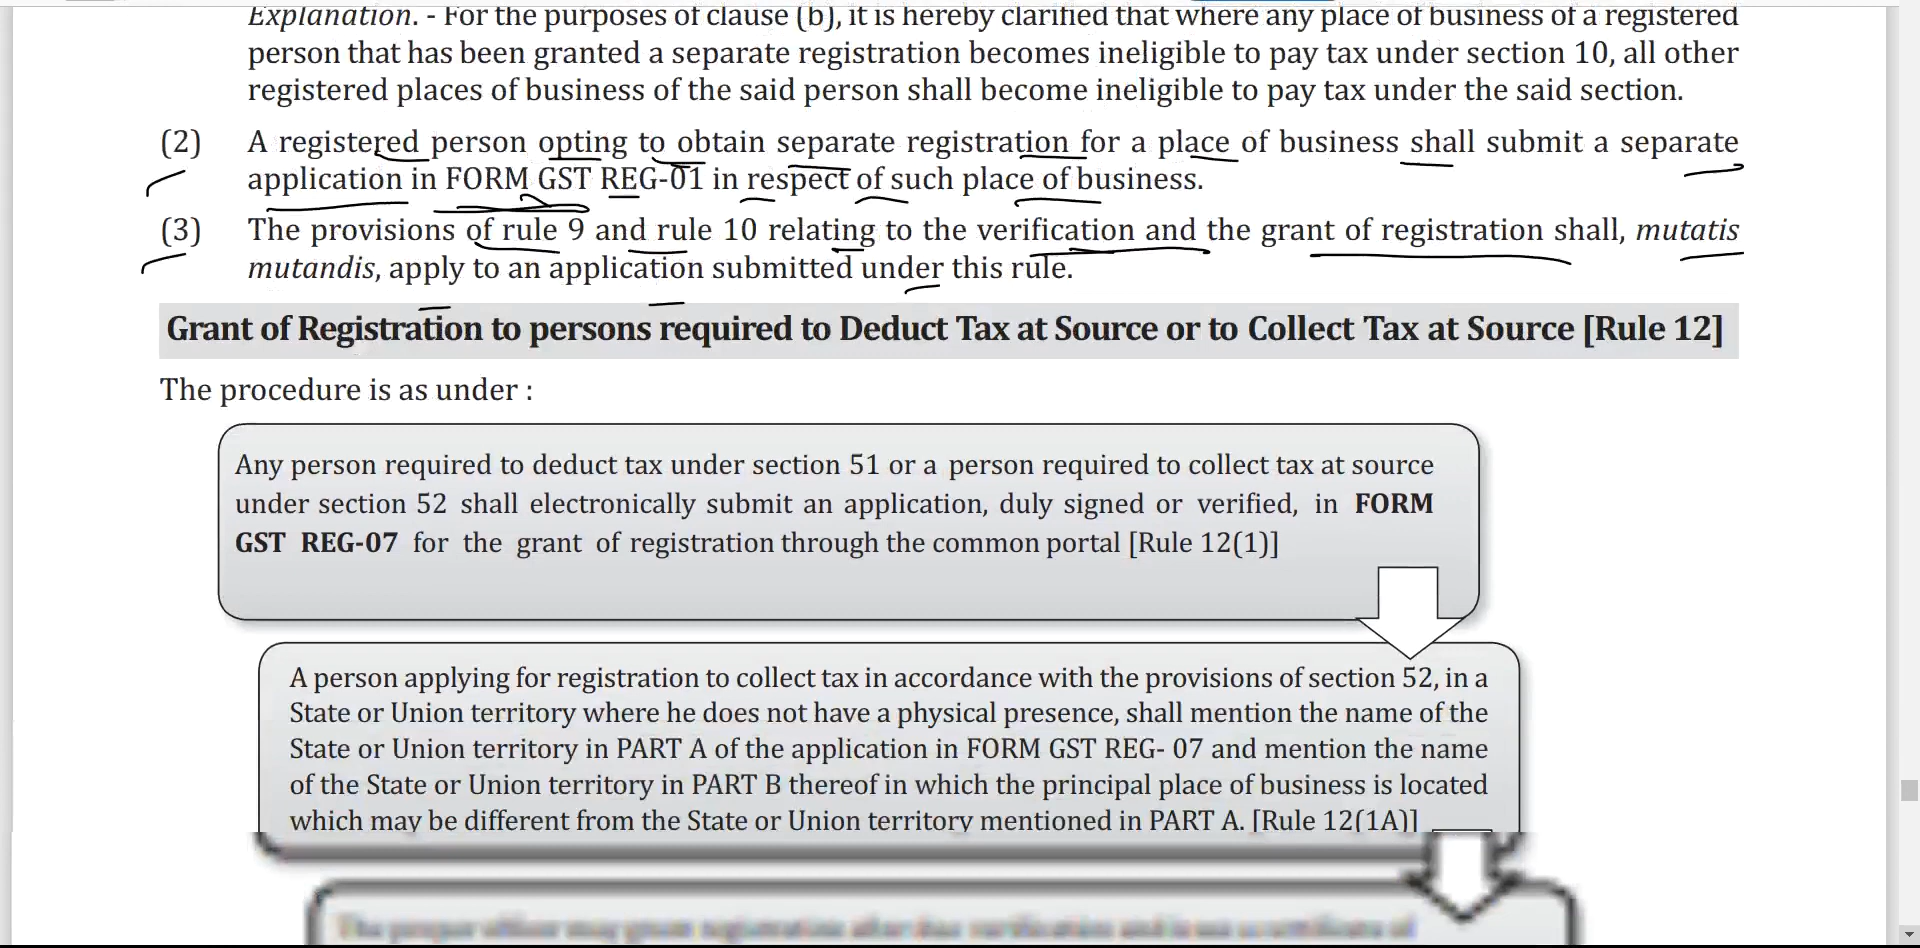 Explanation. - For the purposes of clause (b), it is hereby clarified that where any place of business of a registered
person that has been granted a separate registration becomes ineligible to pay tax under section 10, all other
registered places of business of the said person shall become ineligible to pay tax under the said section.
(2) A registered person opting to obtain separate registration for a place of business shall submit a separate
application in FORM GST REG-01 in respect of such place of business.
(3) The provisions of rule 9 and rule 10 relating to the verification and the grant of registration shall, mutatis
mutandis, apply to an application submitted under this rule.
Grant of Registration to persons required to Deduct Tax at Source or to Collect Tax at Source [Rule 12]
The procedure is as under :
Any person required to deduct tax under section 51 or a person required to collect tax at source
under section 52 shall electronically submit an application, duly signed or verified, in FORM
GST REG-07 for the grant of registration through the common portal [Rule 12(1)]
A person applying for registration to collect tax in accordance with the provisions of section 52, in a
State or Union territory where he does not have a physical presence, shall mention the name of the
State or Union territory in PART A of the application in FORM GST REG- 07 and mention the name
of the State or Union territory in PART B thereof in which the principal place of business is located
which may be different from the State or Union territory mentioned in PART A. [Rule 12(1A)]